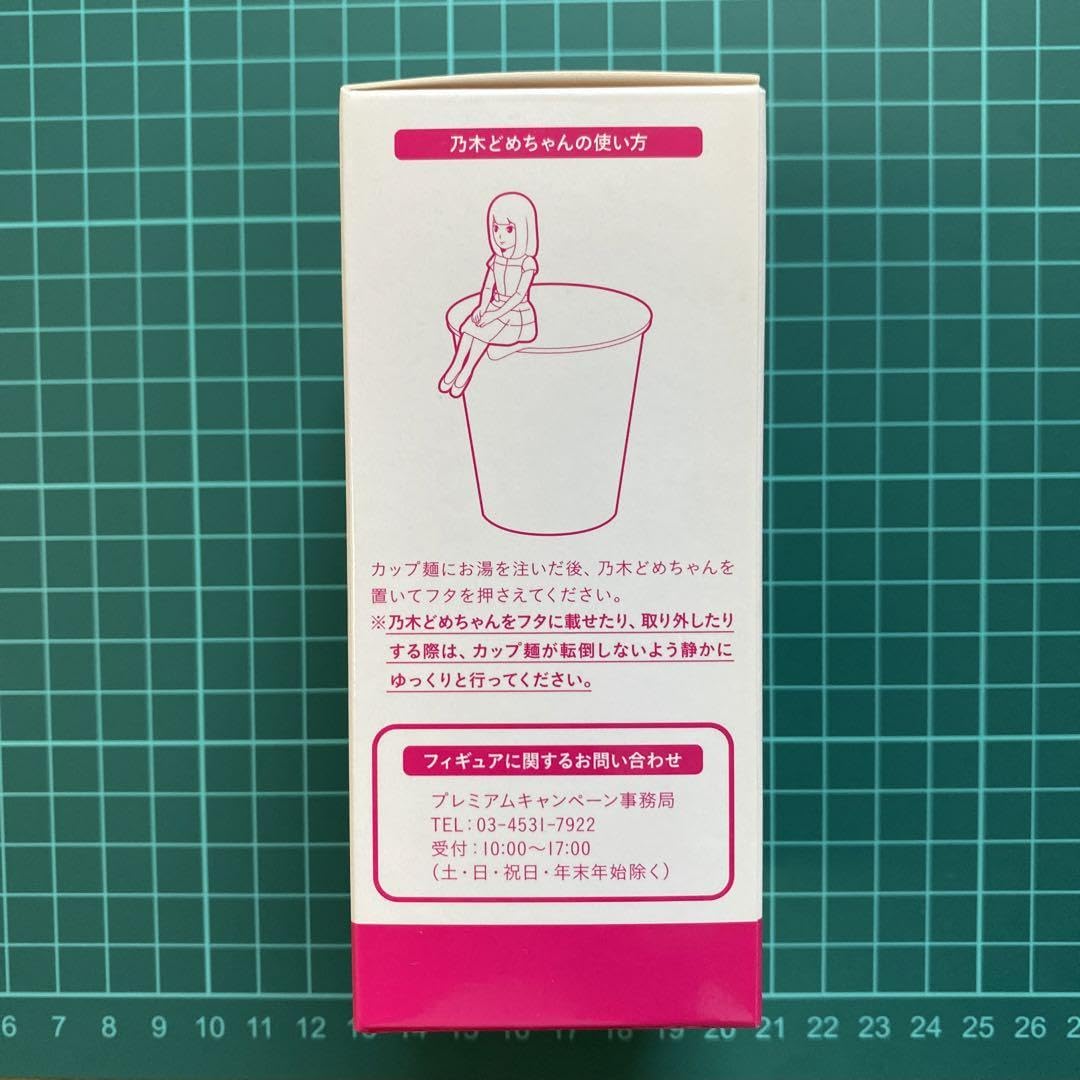 乃木どめちゃんの使い方
カップ麺にお湯を注いだ後、乃木どめちゃんを
置いてフタを押さえてください。
※乃木どめちゃんをフタに載せたり、取り外したり
する際は、カップ麺が転倒しないよう静かに
ゆっくりと行ってください。
フィギュアに関するお問い合わせ
プレミアムキャンペーン事務局
TEL:03-4531-7922
受付:10:00〜17:00
(土・日・祝日・年末年始除く)
6 7 8 9 10 11 12 13 14 15 16 17 18 19 20 21 22 23 24 25 26